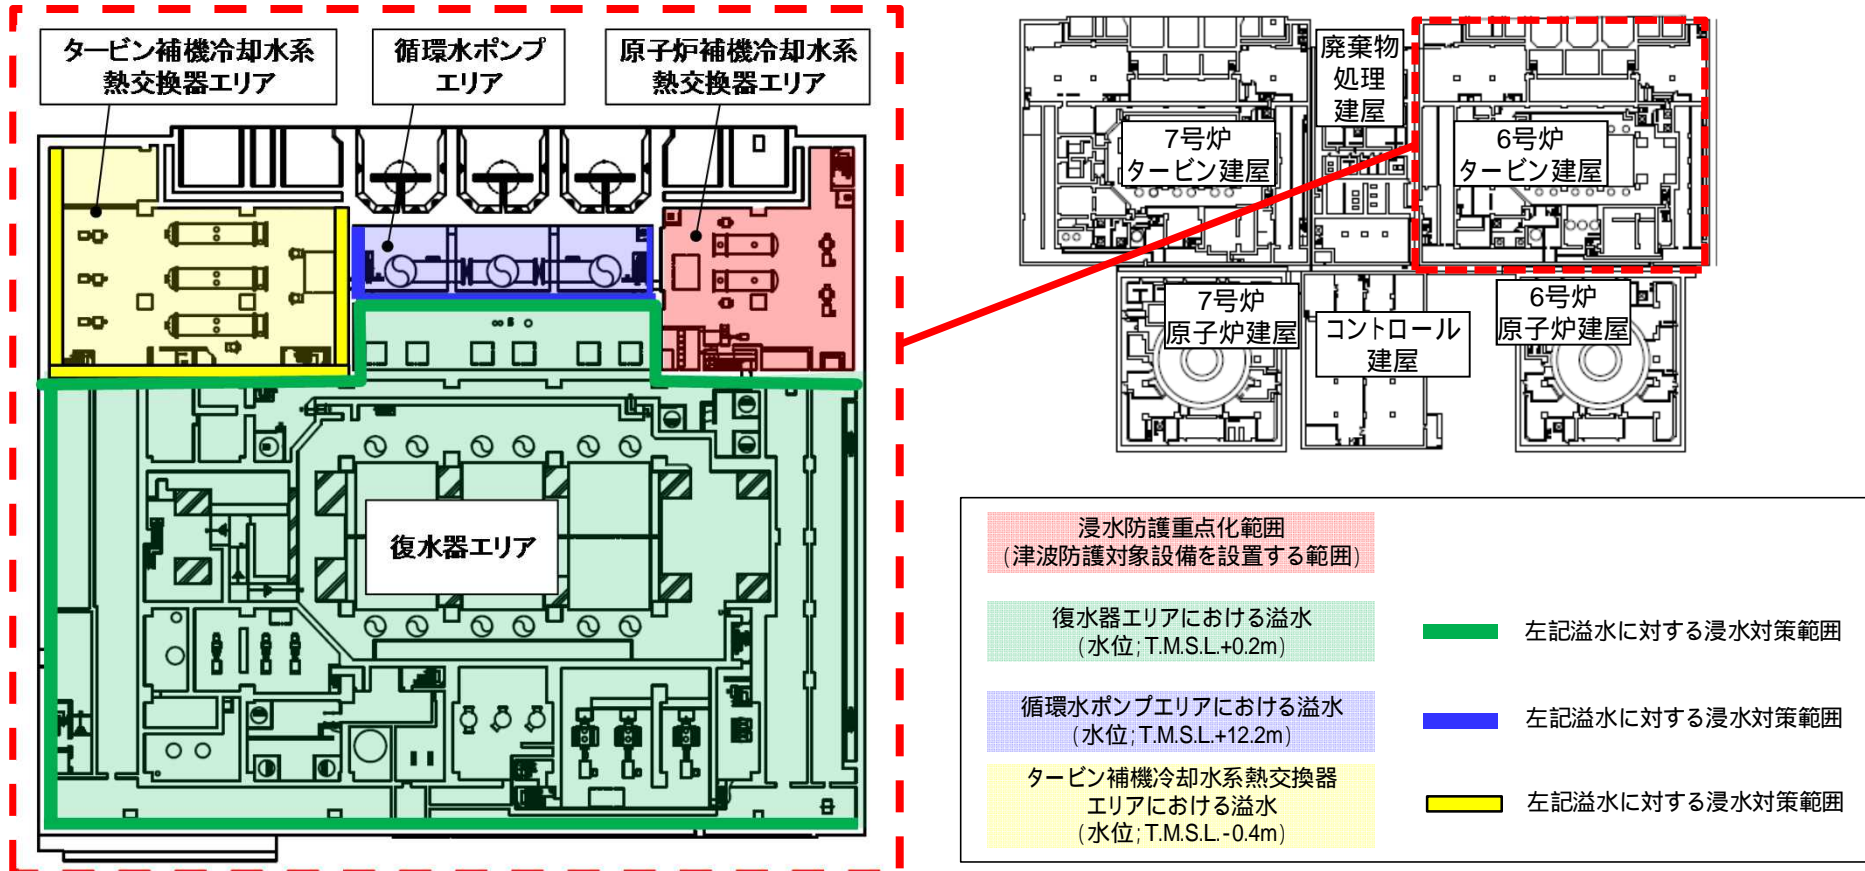 タービン補機冷却水系
熱交換器エリア
循環水ポンプ
エリア
原子炉補機冷却水系
熱交換器エリア
復水器エリア
廃棄物
処理
建屋
7号炉
タービン建屋
6号炉
タービン建屋
7号炉
原子炉建屋
コントロール
建屋
6号炉
原子炉建屋
浸水防護重点化範囲
(津波防護対象設備を設置する範囲)
復水器エリアにおける溢水
(水位;T.M.S.L.+0.2m)
左記溢水に対する浸水対策範囲
循環水ポンプエリアにおける溢水
(水位;T.M.S.L.+12.2m)
左記溢水に対する浸水対策範囲
タービン補機冷却水系熱交換器
エリアにおける溢水
(水位;T.M.S.L.-0.4m)
左記溢水に対する浸水対策範囲